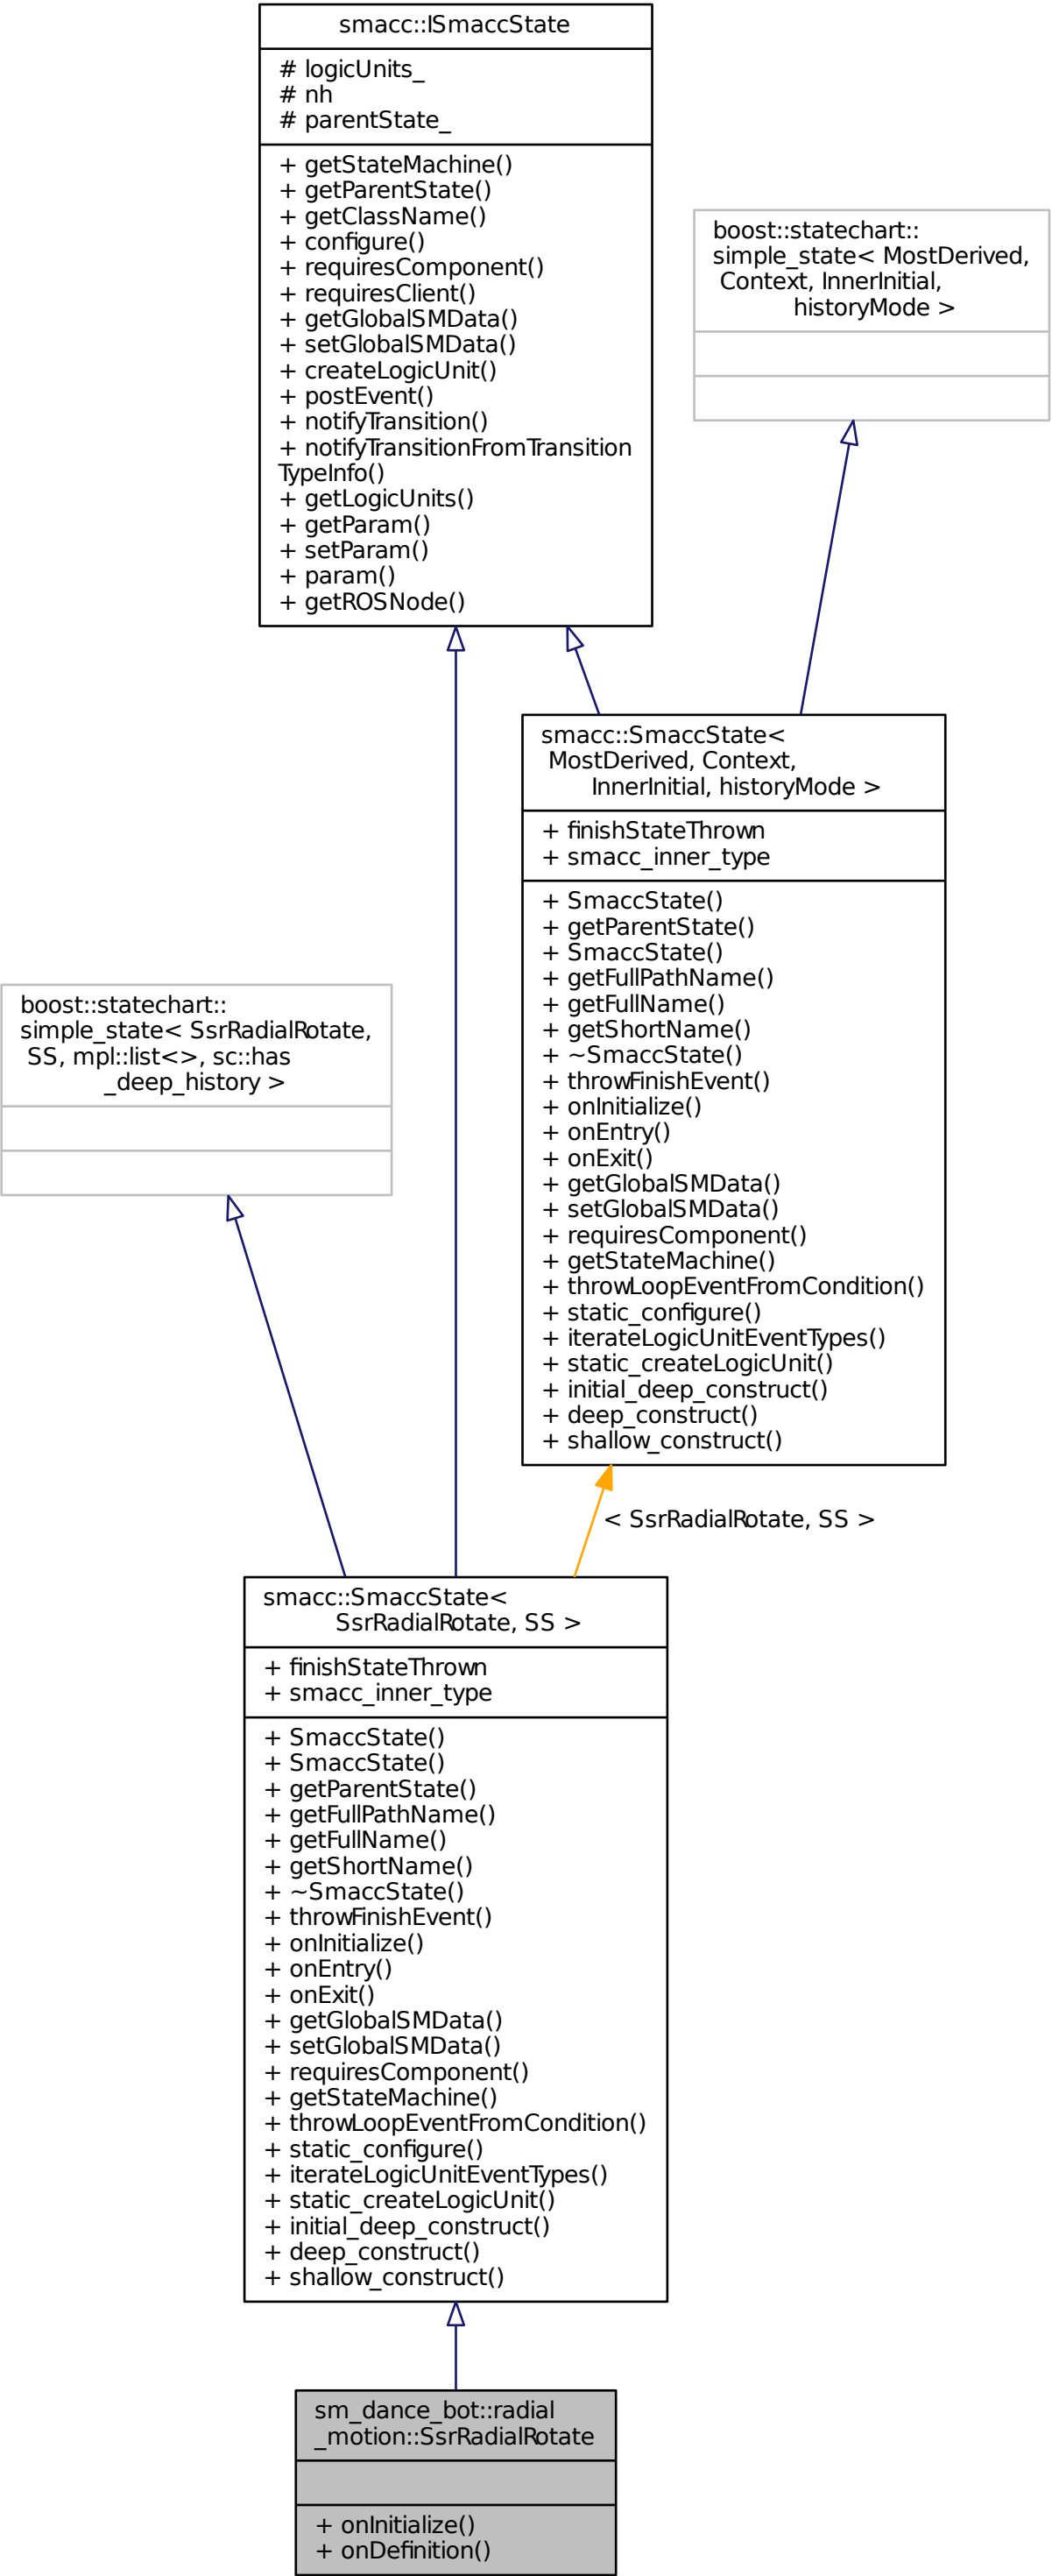 smacc::ISmaccState
# logicUnits_
# nh
# parentState_
+ getStateMachine()
+ getParentState()
+ getClassName()
+ configure()
+ requiresComponent()
+ requiresClient()
+ getGlobalSMData()
+ setGlobalSMData()
+ createLogicUnit()
+ postEvent()
+ notifyTransition()
+ notifyTransitionFromTransition
TypeInfo()
+ getLogicUnits()
+ getParam()
+ setParam()
+ param()
+ getROSNode()
boost::statechart::
simple_state< MostDerived,
Context, InnerInitial,
historyMode >
smacc::SmaccState<
MostDerived, Context,
InnerInitial, historyMode >
+ finishStateThrown
+ smacc_inner_type
+ SmaccState()
+ getParentState()
+ SmaccState()
+ getFullPathName()
+ getFullName()
+ getShortName()
+ ~SmaccState()
+ throwFinishEvent()
+ onInitialize()
+ onEntry()
+ onExit()
+ getGlobalSMData()
+ setGlobalSMData()
+ requiresComponent()
+ getStateMachine()
+ throwLoopEventFromCondition()
+ static_configure()
+ iterateLogicUnitEventTypes()
+ static_createLogicUnit()
+ initial_deep_construct()
+ deep_construct()
+ shallow_construct()
boost::statechart::
simple_state< SsrRadialRotate,
SS, mpl::list<>, sc::has
_deep_history >
< SsrRadialRotate, SS >
smacc::SmaccState<
SsrRadialRotate, SS >
+ finishStateThrown
+ smacc_inner_type
+ SmaccState()
+ SmaccState()
+ getParentState()
+ getFullPathName()
+ getFullName()
+ getShortName()
+ ~SmaccState()
+ throwFinishEvent()
+ onInitialize()
+ onEntry()
+ onExit()
+ getGlobalSMData()
+ setGlobalSMData()
+ requiresComponent()
+ getStateMachine()
+ throwLoopEventFromCondition()
+ static_configure()
+ iterateLogicUnitEventTypes()
+ static_createLogicUnit()
+ initial_deep_construct()
+ deep_construct()
+ shallow_construct()
sm_dance_bot::radial
_motion::SsrRadialRotate
+ onInitialize()
+ onDefinition()